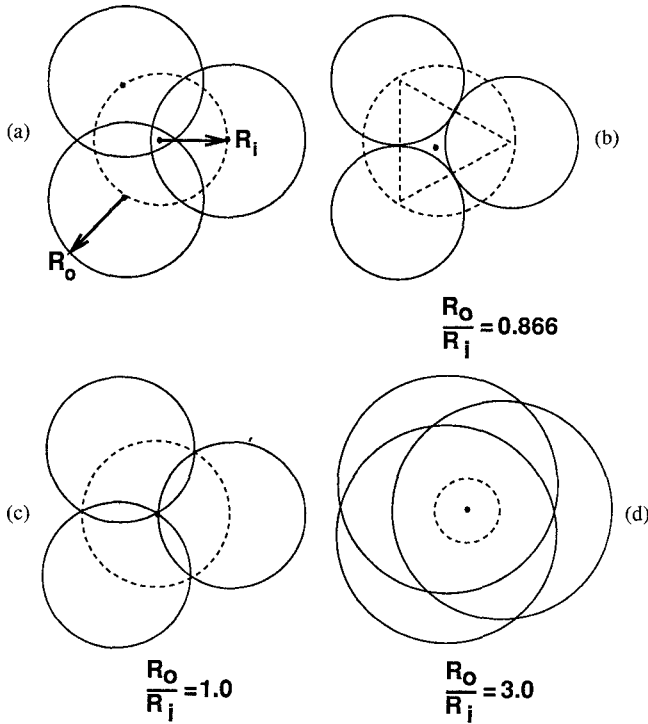 (a)
R_i
R_o
(b)
R_o
R_i = 0.866
(c)
R_o
R_i = 1.0
(d)
R_o
R_i = 3.0